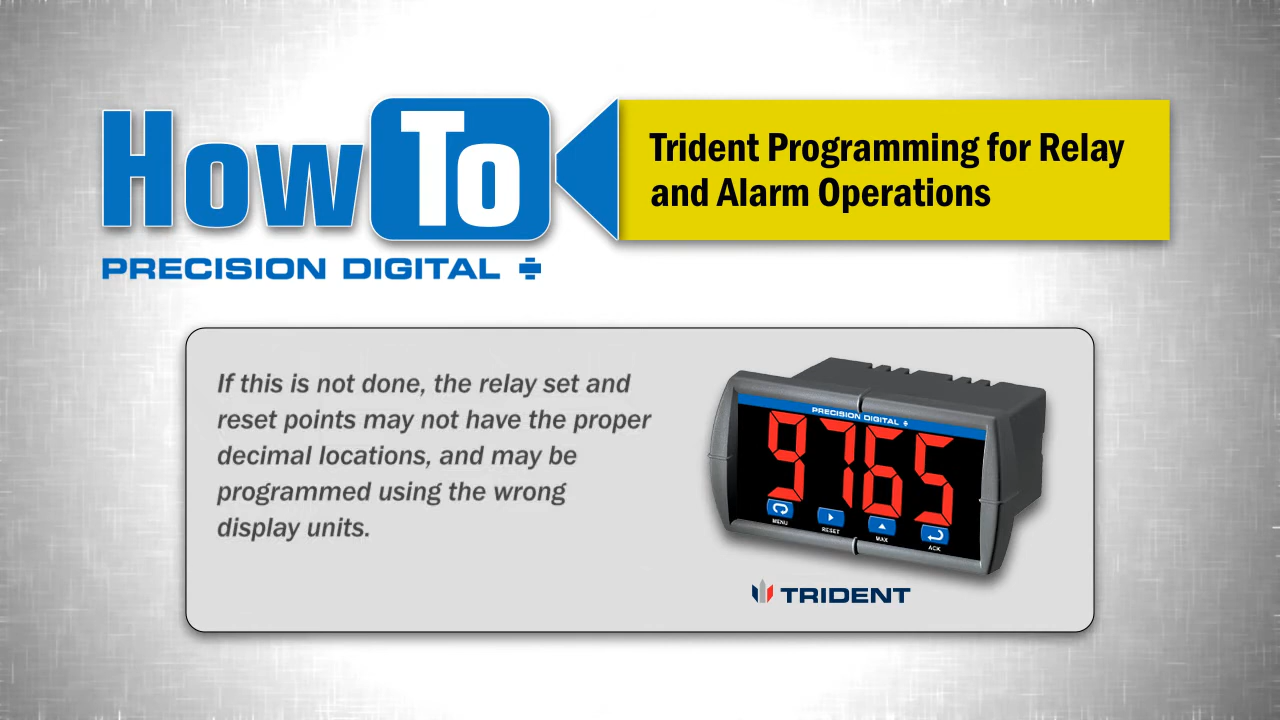 How To
PRECISION DIGITAL
Trident Programming for Relay
and Alarm Operations
If this is not done, the relay set and
reset points may not have the proper
decimal locations, and may be
programmed using the wrong
display units.
PRECISION DIGITAL
9765
MENU
RESET
MAX
ACK
TRIDENT